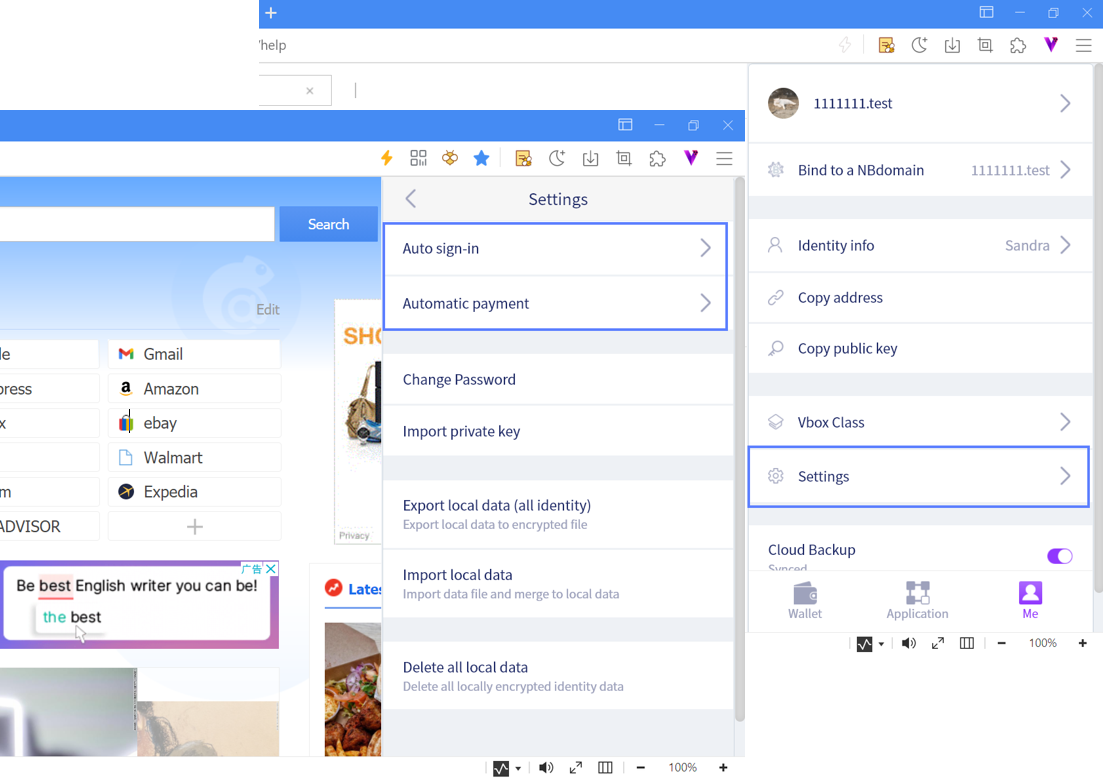 /help
1111111.test
Bind to a NBdomain 1111111.test
Identity info Sandra
Copy address
Copy public key
Vbox Class
Settings
Cloud Backup
Synced
Wallet Application Me
100%
Settings
Auto sign-in
Automatic payment
Change Password
Import private key
Export local data (all identity)
Export local data to encrypted file
Import local data
Import data file and merge to local data
Delete all local data
Delete all locally encrypted identity data
100%
Search
Edit
le
Gmail
press
Amazon
x
ebay
Walmart
m
Expedia
ADVISOR
SHO
Privacy
广告
Be best English writer you can be!
the best
Lates